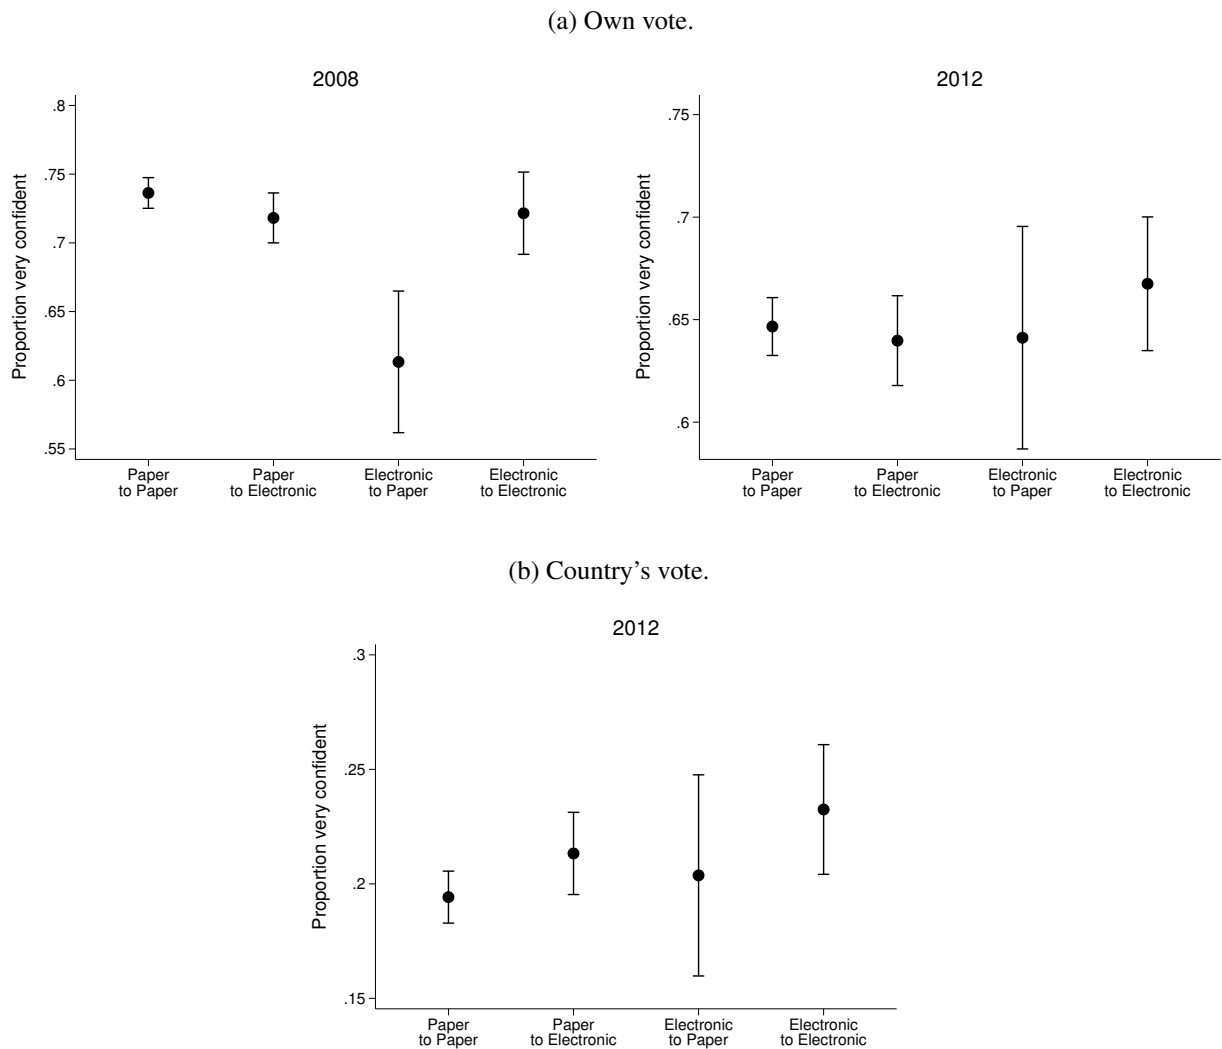 (a) Own vote.
2008
Proportion very confident
.8
.75
.7
.65
.6
.55
Paper
to Paper
Paper
to Electronic
Electronic
to Paper
Electronic
to Electronic
2012
Proportion very confident
.75
.7
.65
.6
Paper
to Paper
Paper
to Electronic
Electronic
to Paper
Electronic
to Electronic
(b) Country's vote.
2012
Proportion very confident
.3
.25
.2
.15
Paper
to Paper
Paper
to Electronic
Electronic
to Paper
Electronic
to Electronic